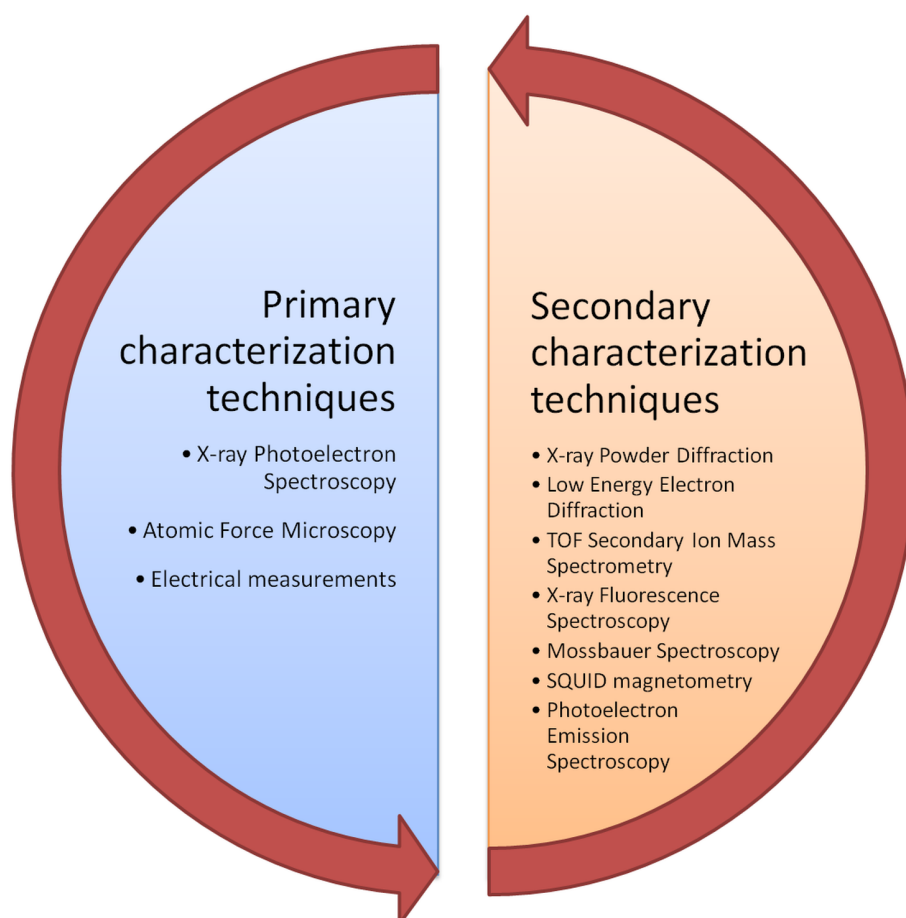 Primary
characterization
techniques
• X-ray Photoelectron
Spectroscopy
• Atomic Force Microscopy
• Electrical measurements
Secondary
characterization
techniques
• X-ray Powder Diffraction
• Low Energy Electron
Diffraction
• TOF Secondary Ion Mass
Spectrometry
• X-ray Fluorescence
Spectroscopy
• Mossbauer Spectroscopy
• SQUID magnetometry
• Photoelectron
Emission
Spectroscopy